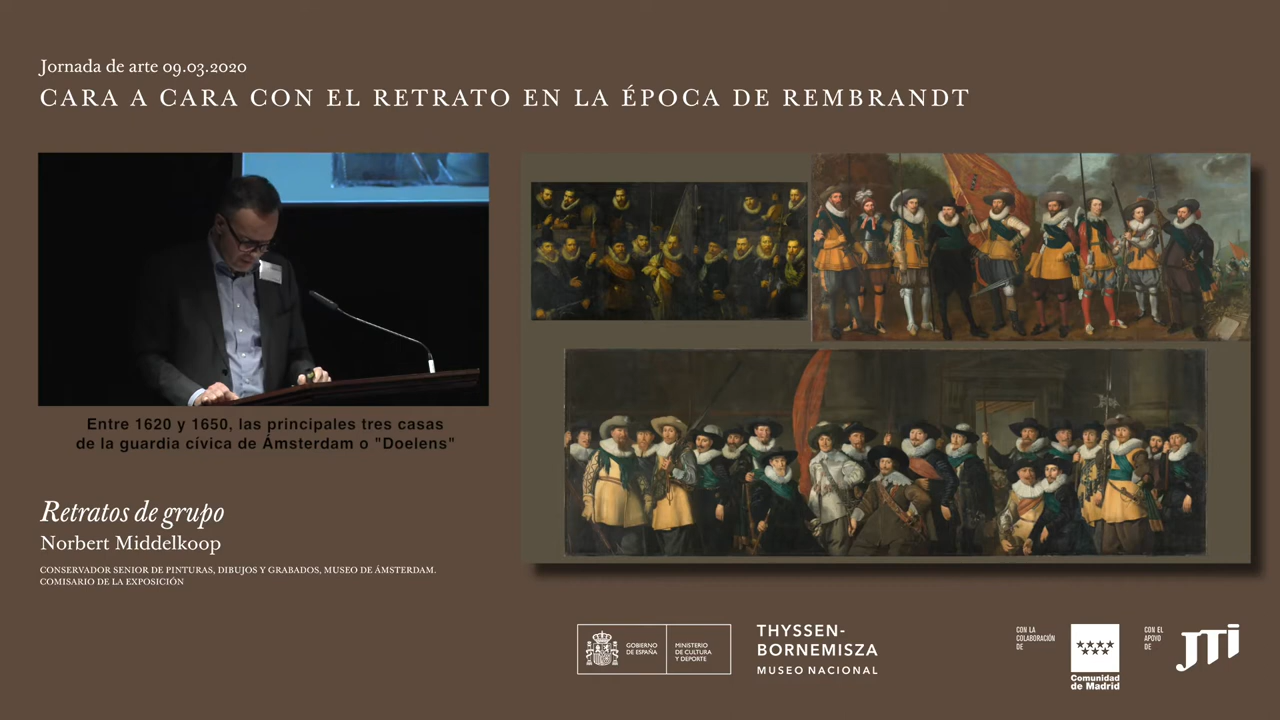 Jornada de arte 09.03.2020
CARA A CARA CON EL RETRATO EN LA ÉPOCA DE REMBRANDT
Entre 1620 y 1650, las principales tres casas
de la guardia cívica de Ámsterdam o "Doelens"
Retratos de grupo
Norbert Middelkoop
CONSERVADOR SENIOR DE PINTURAS, DIBUJOS Y GRABADOS, MUSEO DE ÁMSTERDAM.
COMISARIO DE LA EXPOSICIÓN
GOBIERNO
DE ESPAÑA
MINISTERIO
DE CULTURA
Y DEPORTE
THYSSEN-
BORNEMISZA
MUSEO NACIONAL
CON LA
COLABORACIÓN
DE
Comunidad
de Madrid
CON EL
APOYO
DE
JTi